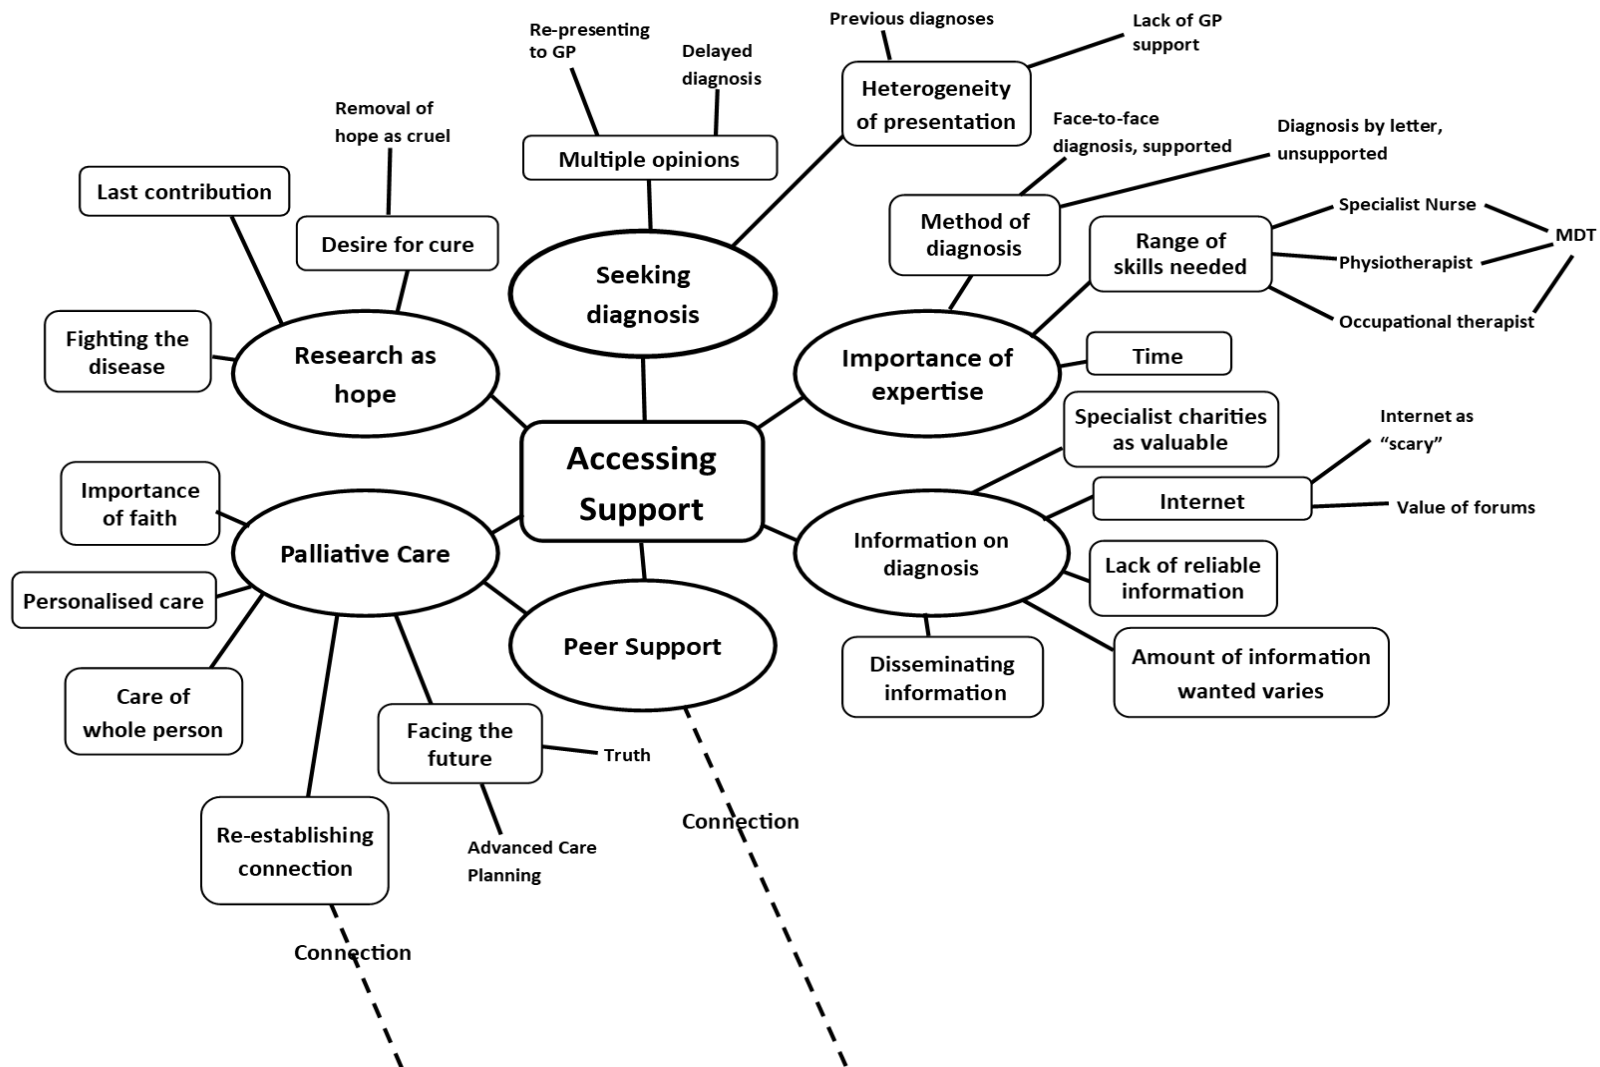 Previous diagnoses
Lack of GP
support
Re-presenting
to GP
Delayed
diagnosis
Heterogeneity
of presentation
Removal of
hope as cruel
Face-to-face
diagnosis, supported
Diagnosis by letter,
unsupported
Multiple opinions
Last contribution
Desire for cure
Method of
diagnosis
Range of
skills needed
Specialist Nurse
Physiotherapist
Occupational therapist
MDT
Seeking
diagnosis
Fighting the
disease
Research as
hope
Importance of
expertise
Time
Specialist charities
as valuable
Internet as
“scary”
Accessing
Support
Internet
Value of forums
Importance
of faith
Palliative Care
Information on
diagnosis
Lack of reliable
information
Personalised care
Peer Support
Disseminating
information
Amount of information
wanted varies
Care of
whole person
Facing the
future
Truth
Connection
Re-establishing
connection
Advanced Care
Planning
Connection